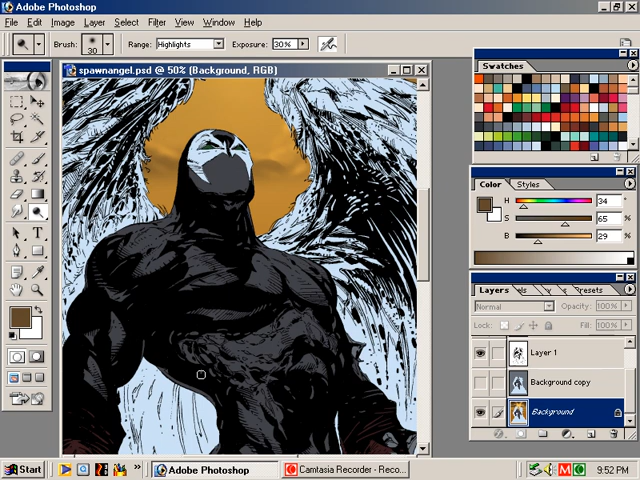 Adobe Photoshop
File Edit Image Layer Select Filter View Window Help
Brush: 30 Range: Highlights Exposure: 30%
spawnangel.psd @ 50% (Background, RGB)
Swatches
Color Styles
H 34 °
S 65 %
B 29 %
Layers els resets
Normal Opacity: 100%
Lock: Fill: 100%
Layer 1
Background copy
Background
T
Start Adobe Photoshop Camtasia Recorder - Reco... M C 9:52 PM